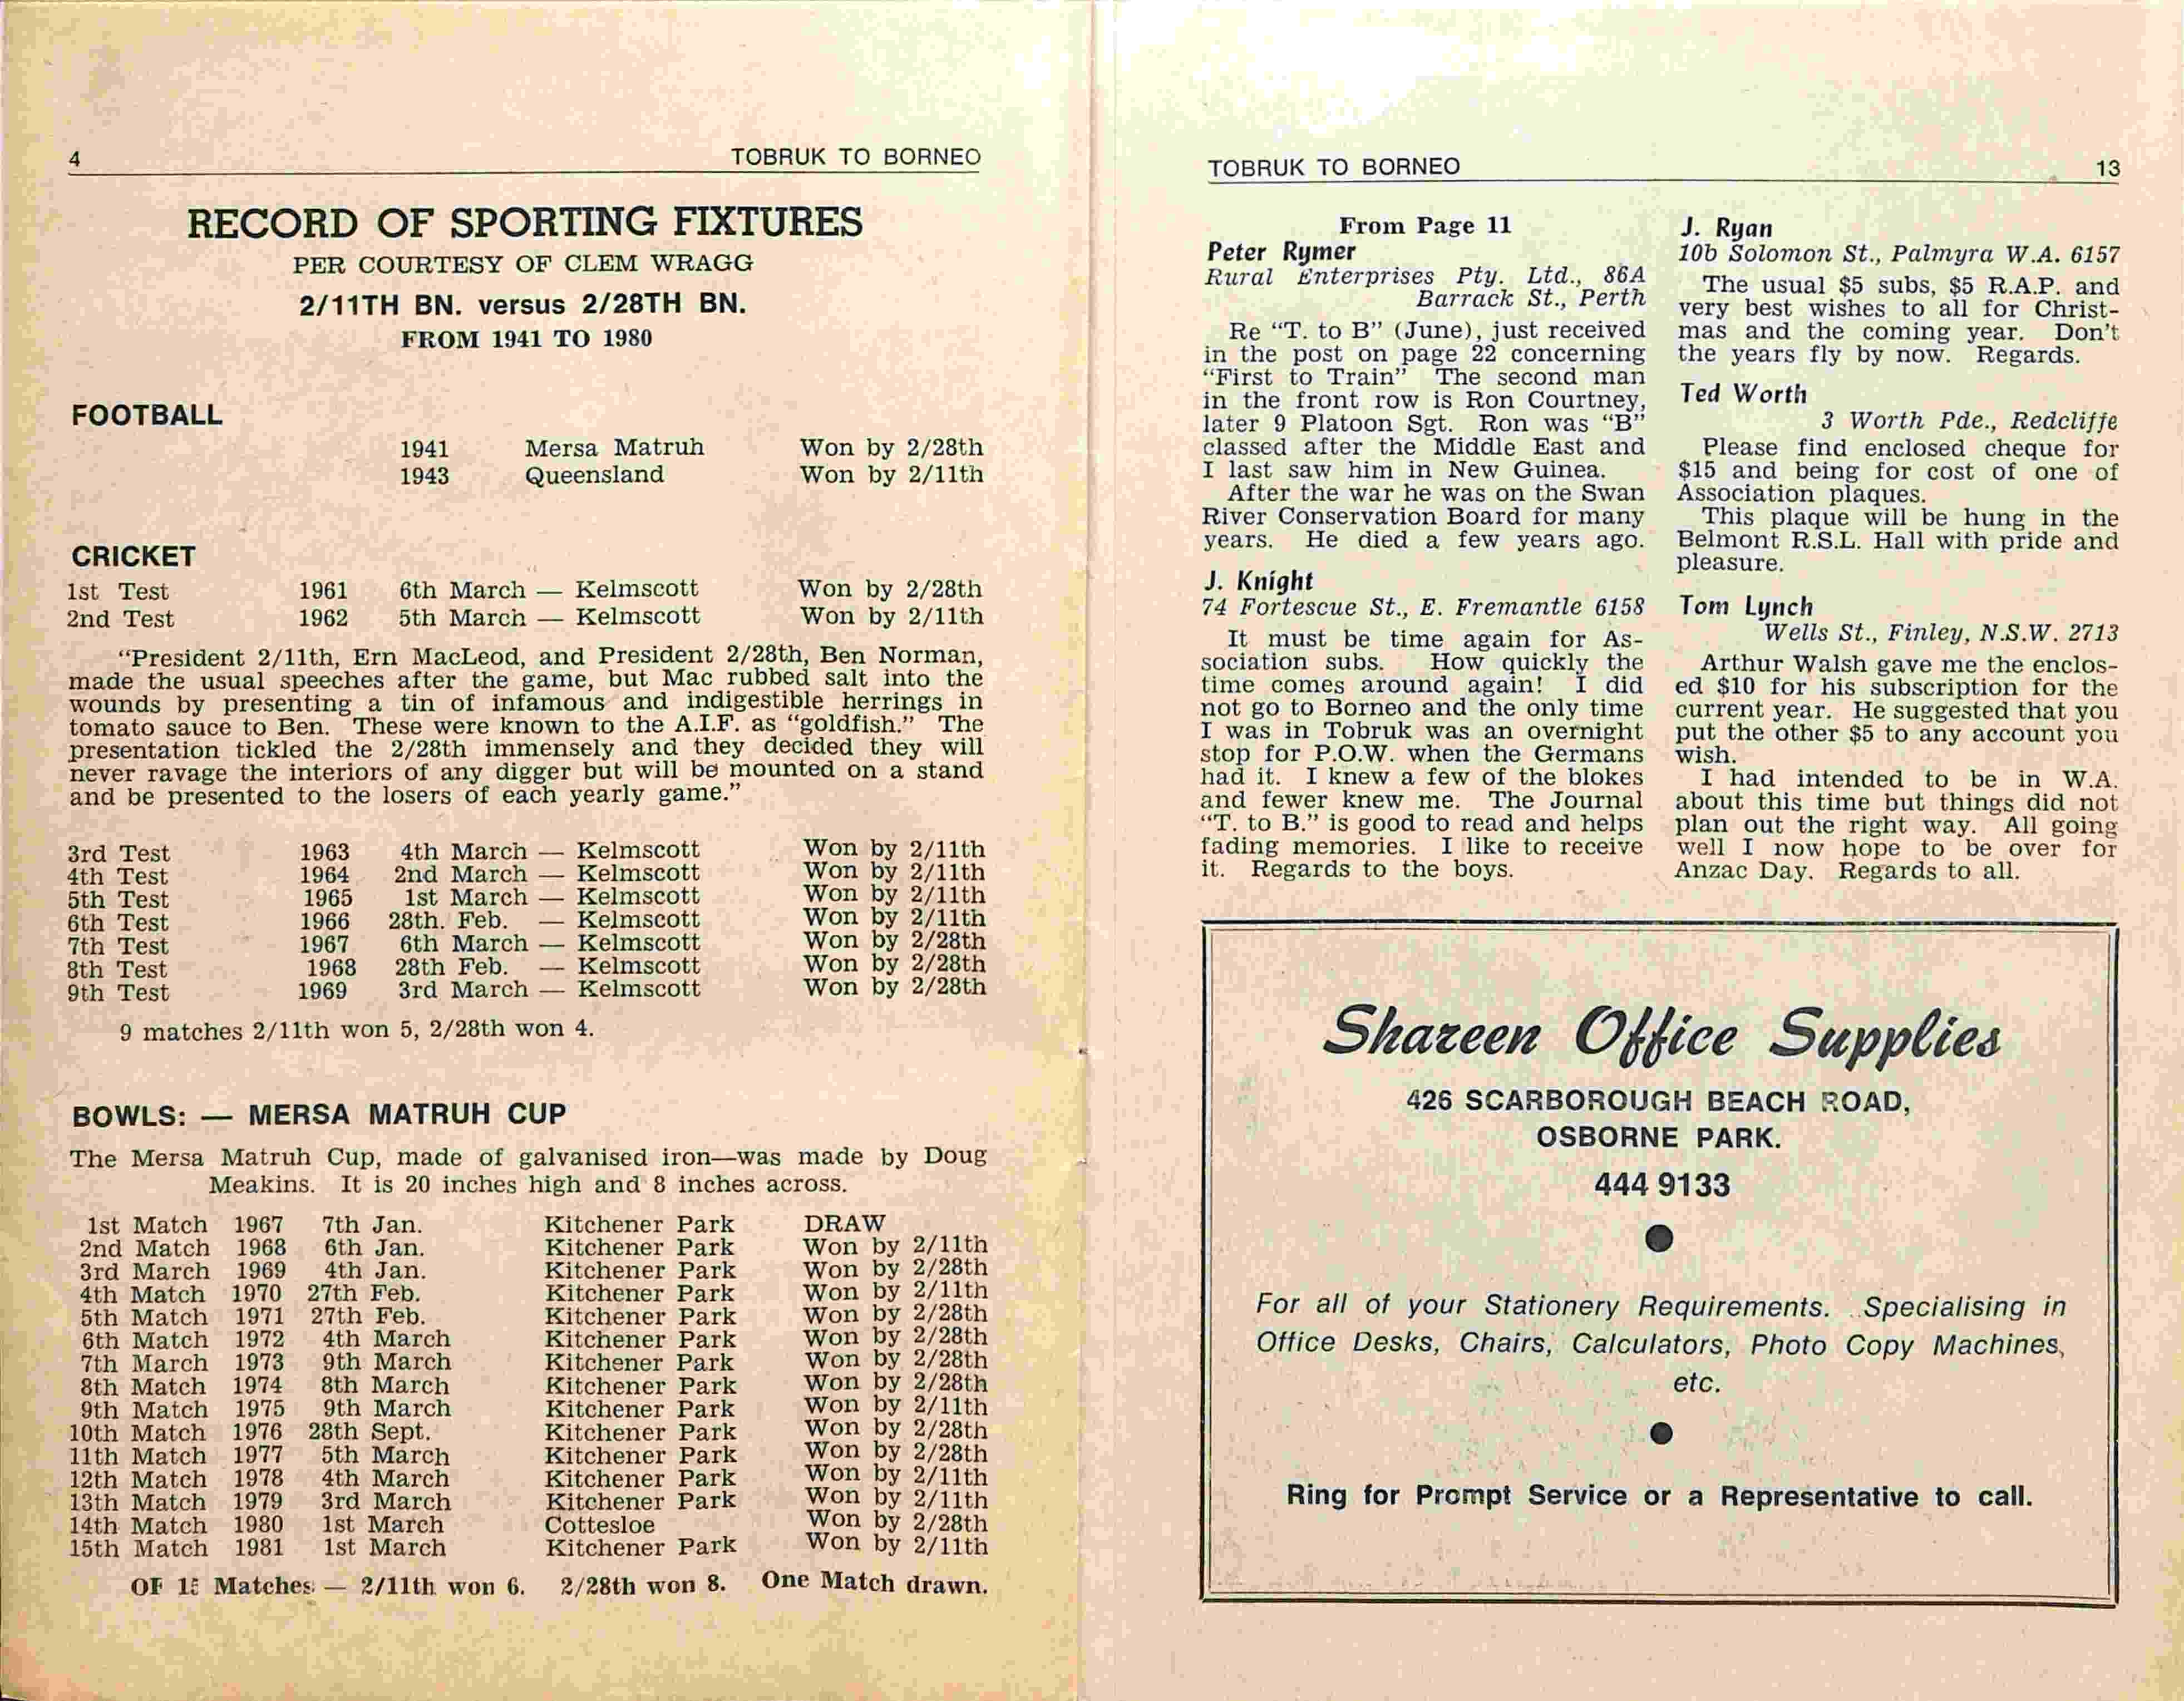 4
TOBRUK TO BORNEO
RECORD OF SPORTING FIXTURES
PER COURTESY OF CLEM WRAGG
2/11TH BN. versus 2/28TH BN.
FROM 1941 TO 1980
FOOTBALL
1941 Mersa Matruh Won by 2/28th
1943 Queensland Won by 2/11th
CRICKET
1st Test 1961 6th March — Kelmscott Won by 2/28th
2nd Test 1962 5th March — Kelmscott Won by 2/11th
"President 2/11th, Ern MacLeod, and President 2/28th, Ben Norman,
made the usual speeches after the game, but Mac rubbed salt into the
wounds by presenting a tin of infamous and indigestible herrings in
tomato sauce to Ben. These were known to the A.I.F. as "goldfish." The
presentation tickled the 2/28th immensely and they decided they will
never ravage the interiors of any digger but will be mounted on a stand
and be presented to the losers of each yearly game."
3rd Test 1963 4th March — Kelmscott Won by 2/11th
4th Test 1964 2nd March — Kelmscott Won by 2/11th
5th Test 1965 1st March — Kelmscott Won by 2/11th
6th Test 1966 28th. Feb. — Kelmscott Won by 2/11th
7th Test 1967 6th March — Kelmscott Won by 2/28th
8th Test 1968 28th Feb. — Kelmscott Won by 2/28th
9th Test 1969 3rd March — Kelmscott Won by 2/28th
9 matches 2/11th won 5, 2/28th won 4.
BOWLS: — MERSA MATRUH CUP
The Mersa Matruh Cup, made of galvanised iron—was made by Doug
Meakins. It is 20 inches high and 8 inches across.
1st Match 1967 7th Jan. Kitchener Park DRAW
2nd Match 1968 6th Jan. Kitchener Park Won by 2/11th
3rd March 1969 4th Jan. Kitchener Park Won by 2/28th
4th Match 1970 27th Feb. Kitchener Park Won by 2/11th
5th Match 1971 27th Feb. Kitchener Park Won by 2/28th
6th Match 1972 4th March Kitchener Park Won by 2/28th
7th March 1973 9th March Kitchener Park Won by 2/28th
8th Match 1974 8th March Kitchener Park Won by 2/28th
9th Match 1975 9th March Kitchener Park Won by 2/11th
10th Match 1976 28th Sept. Kitchener Park Won by 2/28th
11th Match 1977 5th March Kitchener Park Won by 2/28th
12th Match 1978 4th March Kitchener Park Won by 2/11th
13th Match 1979 3rd March Kitchener Park Won by 2/11th
14th Match 1980 1st March Cottesloe Won by 2/28th
15th Match 1981 1st March Kitchener Park Won by 2/11th
OF 15 Matches — 2/11th won 6. 2/28th won 8. One Match drawn.
TOBRUK TO BORNEO
13
From Page 11
Peter Rymer
Rural Enterprises Pty. Ltd., 86A
Barrack St., Perth
Re "T. to B" (June), just received
in the post on page 22 concerning
"First to Train" The second man
in the front row is Ron Courtney,
later 9 Platoon Sgt. Ron was "B"
classed after the Middle East and
I last saw him in New Guinea.
After the war he was on the Swan
River Conservation Board for many
years. He died a few years ago.
J. Knight
74 Fortescue St., E. Fremantle 6158
It must be time again for As-
sociation subs. How quickly the
time comes around again! I did
not go to Borneo and the only time
I was in Tobruk was an overnight
stop for P.O.W. when the Germans
had it. I knew a few of the blokes
and fewer knew me. The Journal
"T. to B." is good to read and helps
fading memories. I like to receive
it. Regards to the boys.
J. Ryan
10b Solomon St., Palmyra W.A. 6157
The usual $5 subs, $5 R.A.P. and
very best wishes to all for Christ-
mas and the coming year. Don't
the years fly by now. Regards.
Ted Worth
3 Worth Pde., Redcliffe
Please find enclosed cheque for
$15 and being for cost of one of
Association plaques.
This plaque will be hung in the
Belmont R.S.L. Hall with pride and
pleasure.
Tom Lynch
Wells St., Finley, N.S.W. 2713
Arthur Walsh gave me the enclos-
ed $10 for his subscription for the
current year. He suggested that you
put the other $5 to any account you
wish.
I had intended to be in W.A.
about this time but things did not
plan out the right way. All going
well I now hope to be over for
Anzac Day. Regards to all.
Shareen Office Supplies
426 SCARBOROUGH BEACH ROAD,
OSBORNE PARK.
444 9133
For all of your Stationery Requirements. Specialising in
Office Desks, Chairs, Calculators, Photo Copy Machines,
etc.
Ring for Prompt Service or a Representative to call.